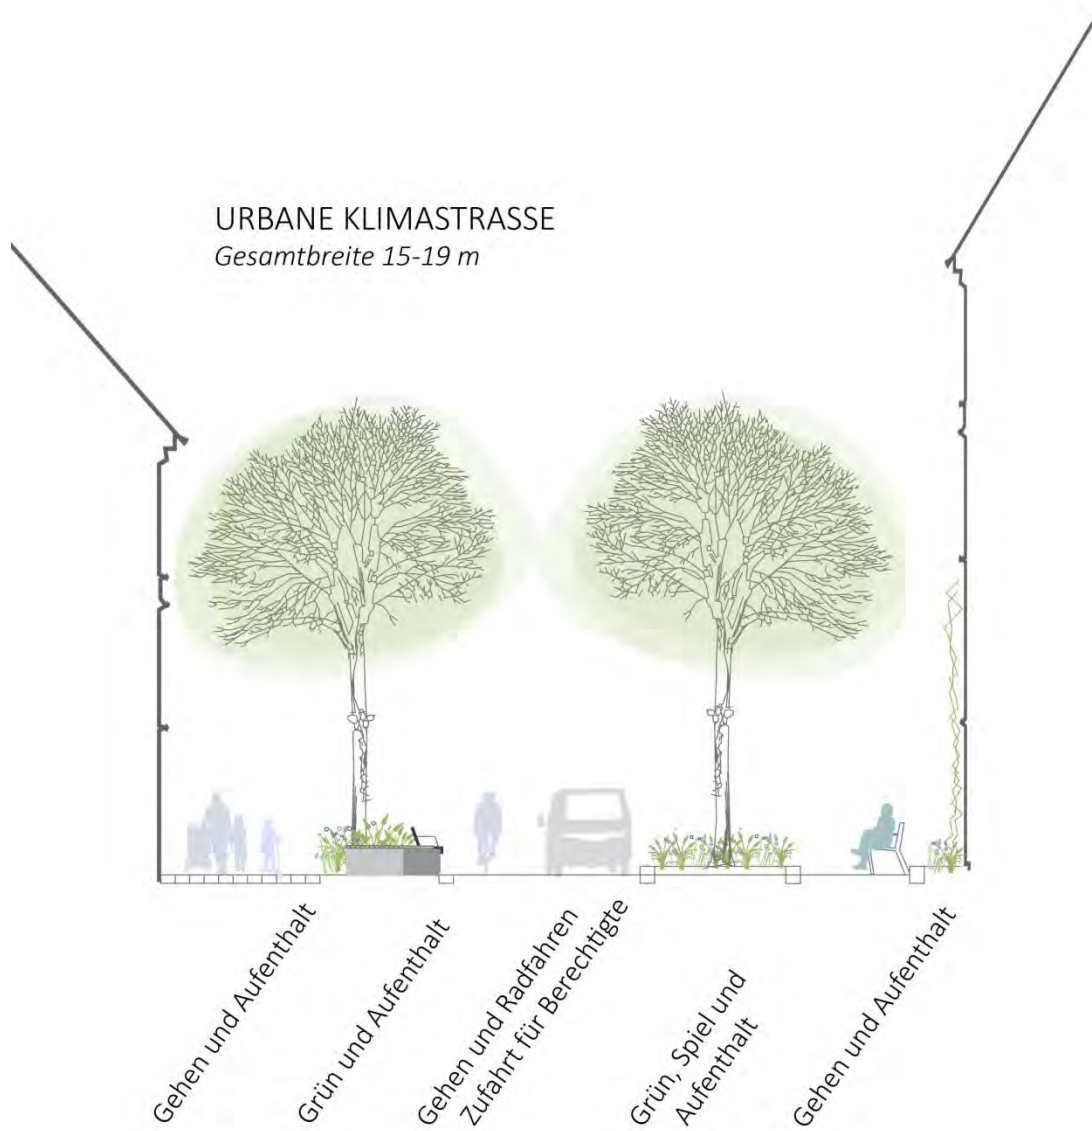 URBANE KLIMASTRASSE
Gesamtbreite 15-19 m
Gehen und Aufenthalt
Grün und Aufenthalt
Gehen und Radfahren
Zufahrt für Berechtigte
Grün, Spiel und
Aufenthalt
Gehen und Aufenthalt